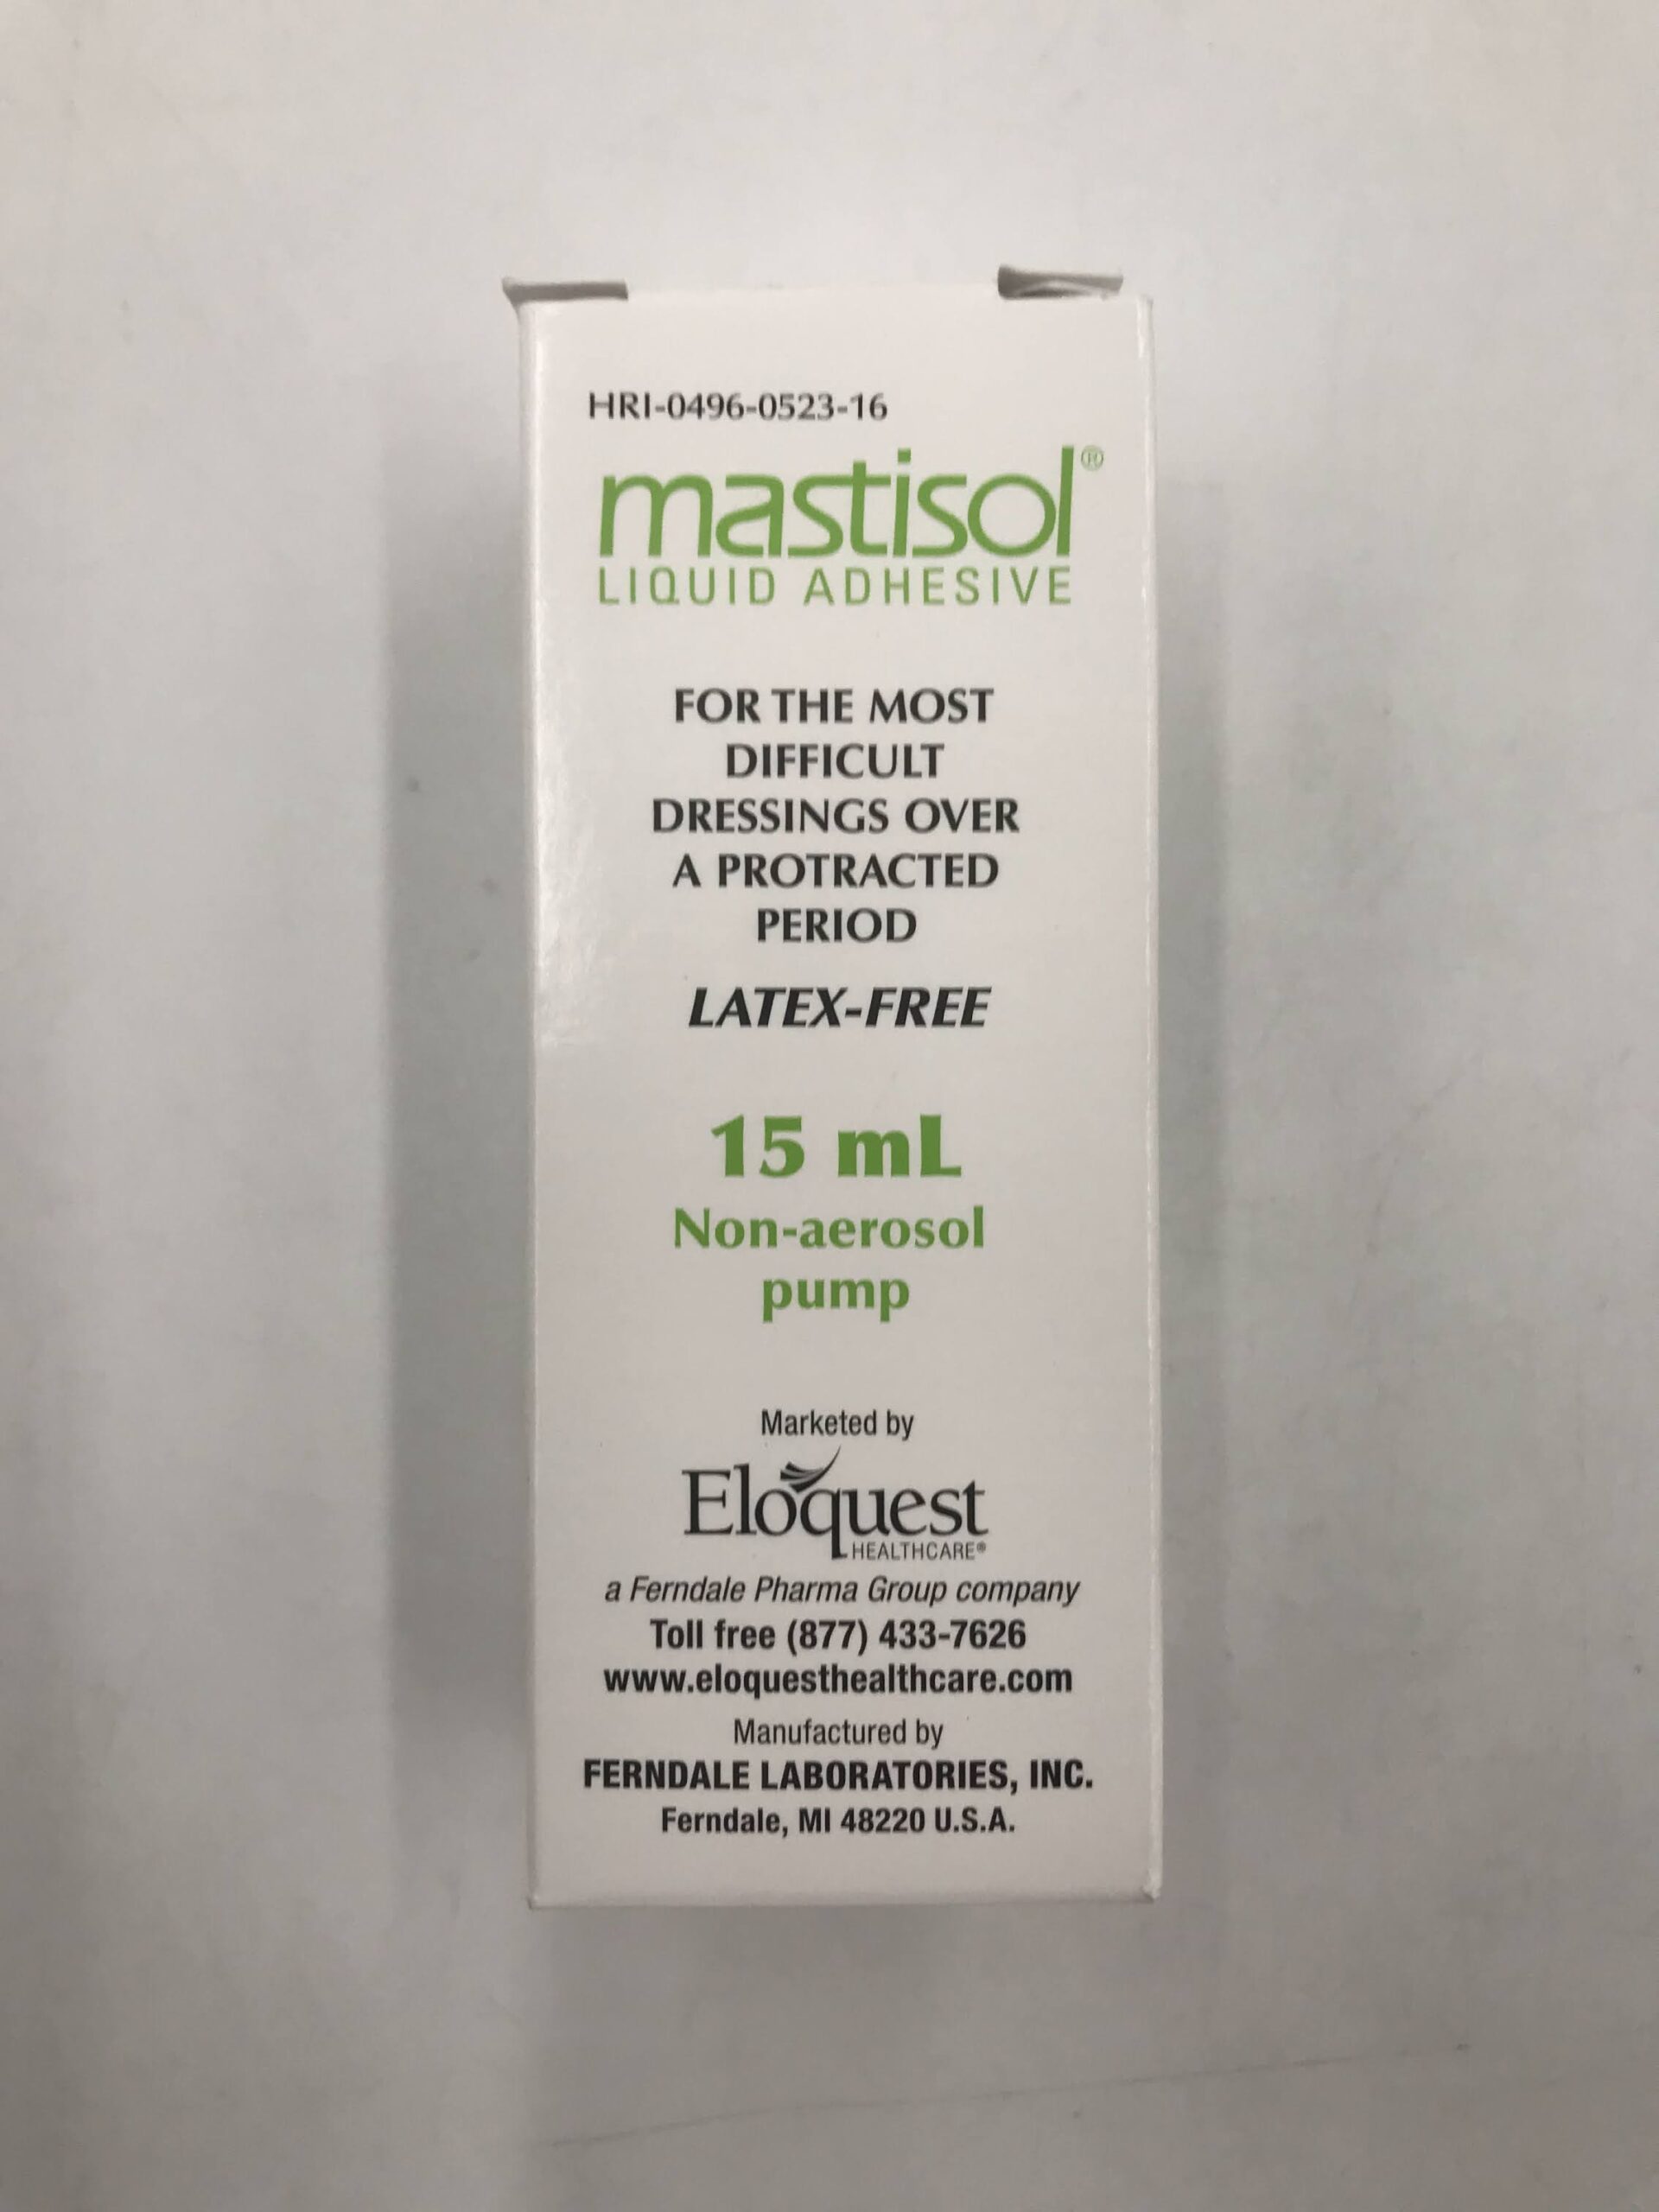 HRI-0496-0523-16
mastisol®
LIQUID ADHESIVE
FOR THE MOST
DIFFICULT
DRESSINGS OVER
A PROTRACTED
PERIOD
LATEX-FREE
15 mL
Non-aerosol
pump
Marketed by
Eloquest
HEALTHCARE®
a Ferndale Pharma Group company
Toll free (877) 433-7626
www.eloquesthealthcare.com
Manufactured by
FERNDALE LABORATORIES, INC.
Ferndale, MI 48220 U.S.A.